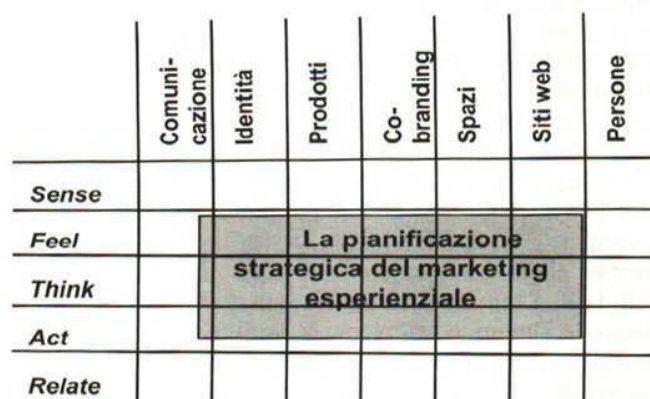 Comuni-
cazione
Identità
Prodotti
Co-
branding
Spazi
Siti web
Persone
Sense
Feel
La pianificazione
strategica del marketing
Think
esperienziale
Act
Relate